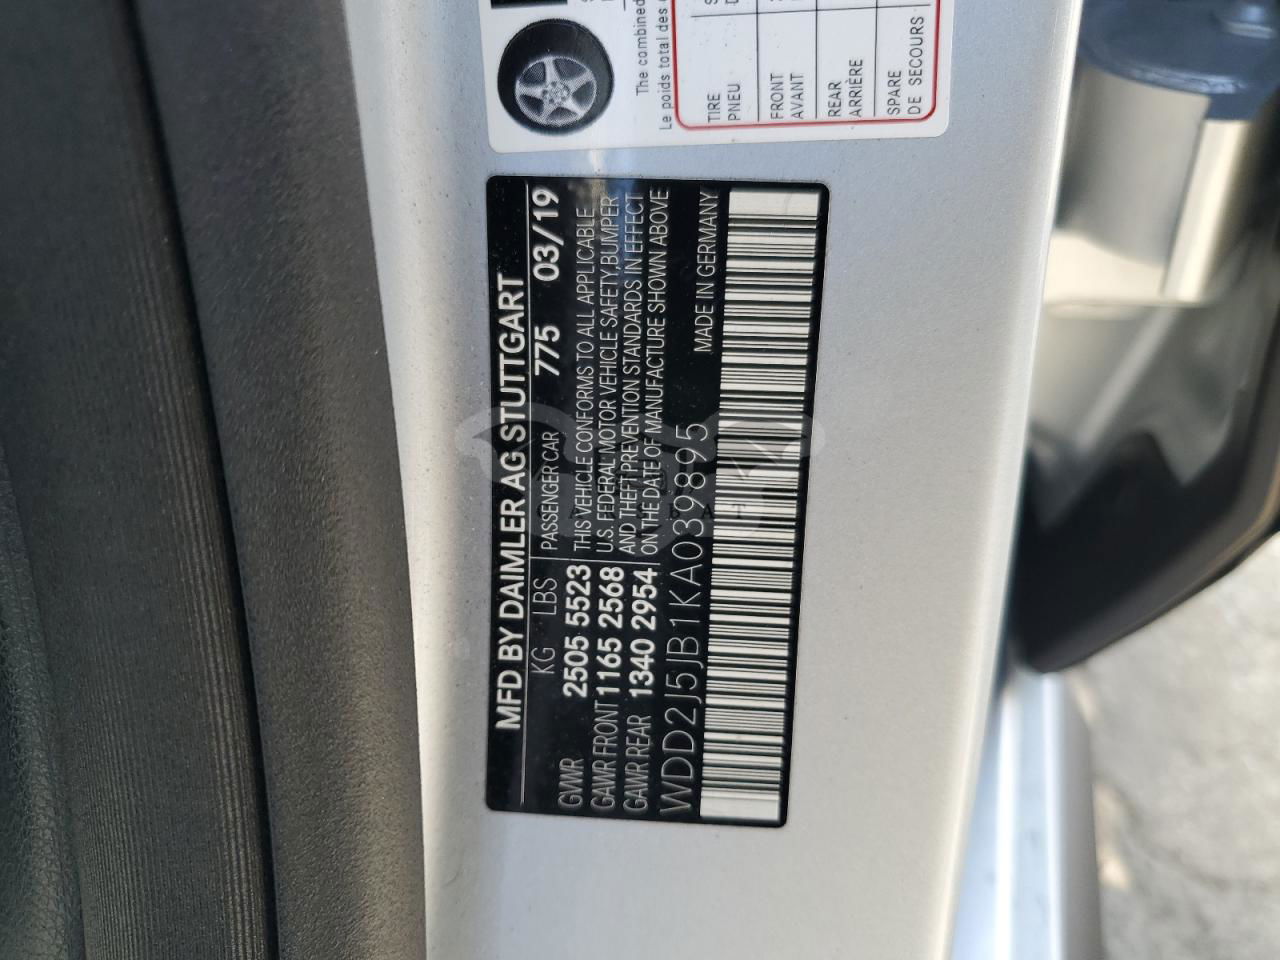 The combined
Le poids total des
TIRE
PNEU
FRONT
AVANT
REAR
ARRIÈRE
SPARE
DE SECOURS
MFD BY DAIMLER AG STUTTGART
KG LBS PASSENGER CAR 775 03/19
GVWR 2505 5523 THIS VEHICLE CONFORMS TO ALL APPLICABLE
GAWR FRONT 1165 2568 U.S. FEDERAL MOTOR VEHICLE SAFETY,BUMPER
GAWR REAR 1340 2954 AND THEFT PREVENTION STANDARDS IN EFFECT
ON THE DATE OF MANUFACTURE SHOWN ABOVE
WDD2J5JB1KA039895 MADE IN GERMANY